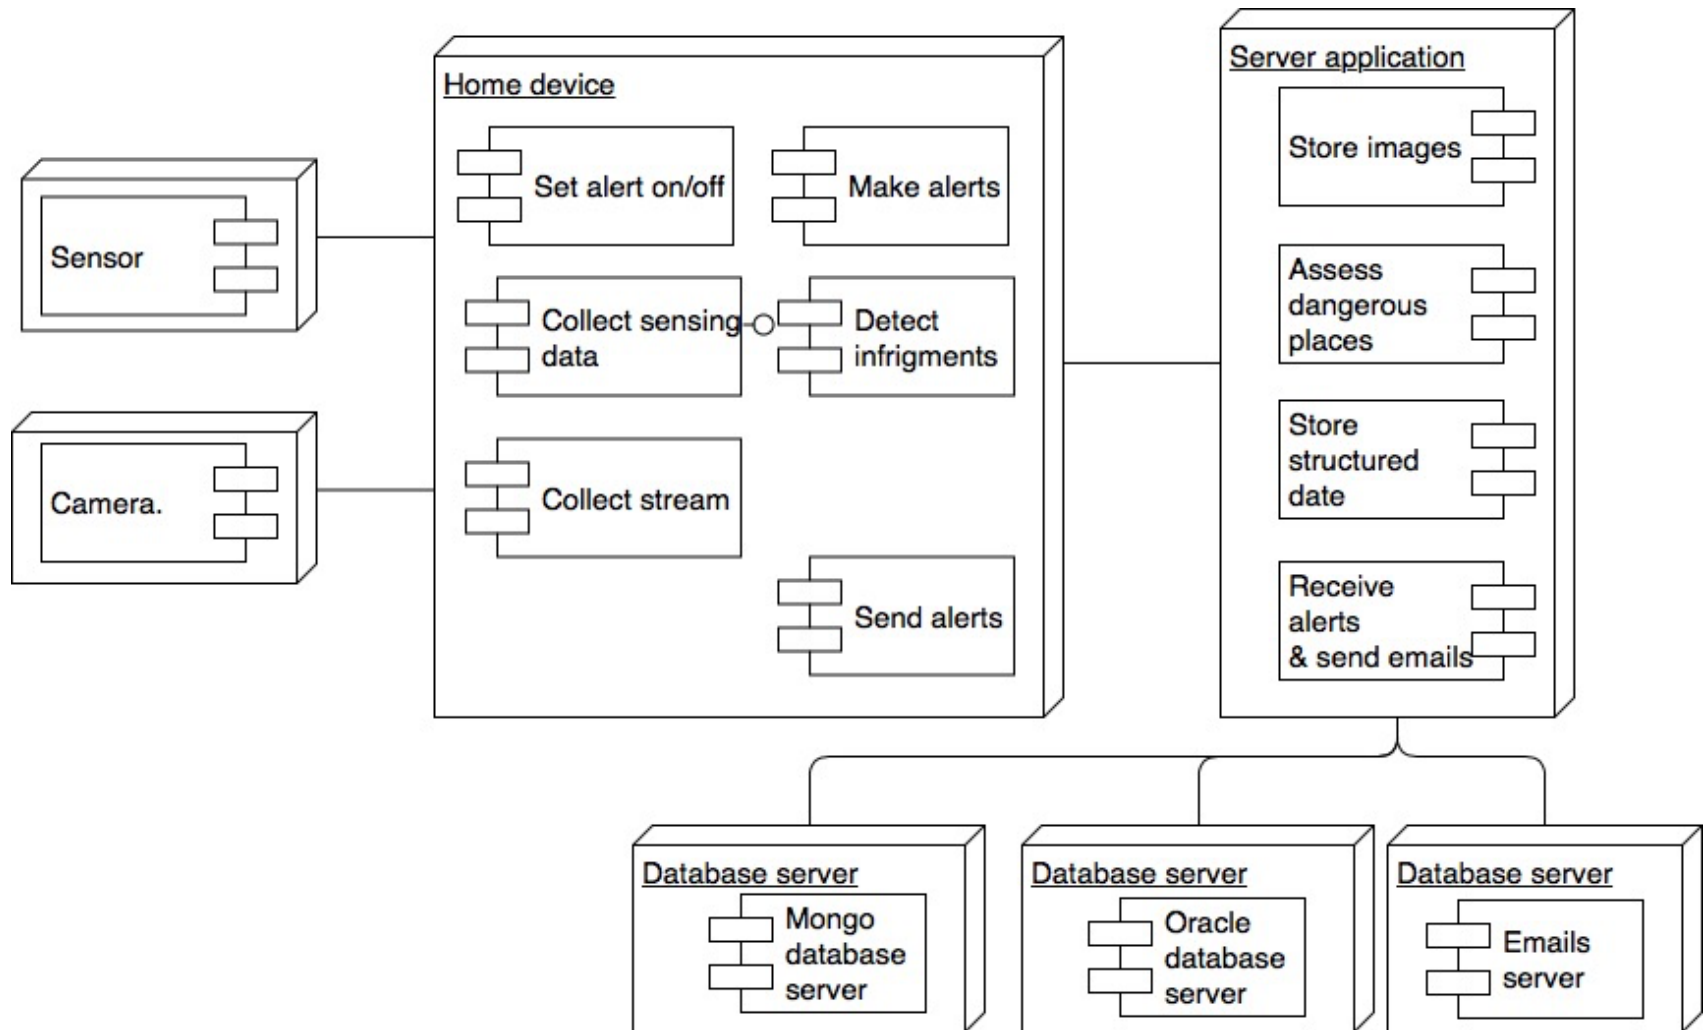 Server application
Home device
Store images
Set alert on/off
Make alerts
Sensor
Assess
dangerous
places
Collect sensing
data
Detect
infrigments
Store
structured
date
Camera.
Collect stream
Receive
alerts
& send emails
Send alerts
Database server
Mongo
database
server
Database server
Oracle
database
server
Database server
Emails
server